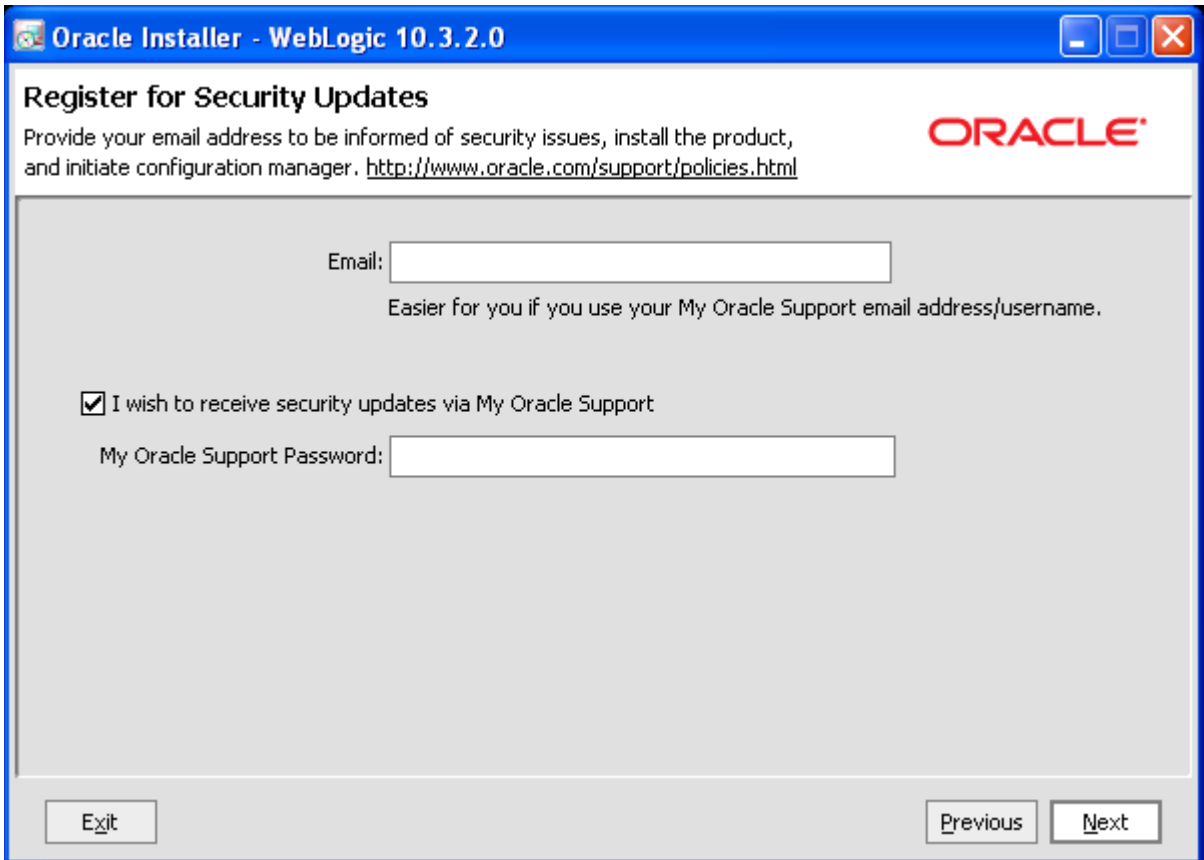 Oracle Installer - WebLogic 10.3.2.0
Register for Security Updates
Provide your email address to be informed of security issues, install the product,
and initiate configuration manager. http://www.oracle.com/support/policies.html
ORACLE
Email:
Easier for you if you use your My Oracle Support email address/username.
I wish to receive security updates via My Oracle Support
My Oracle Support Password:
Exit
Previous
Next